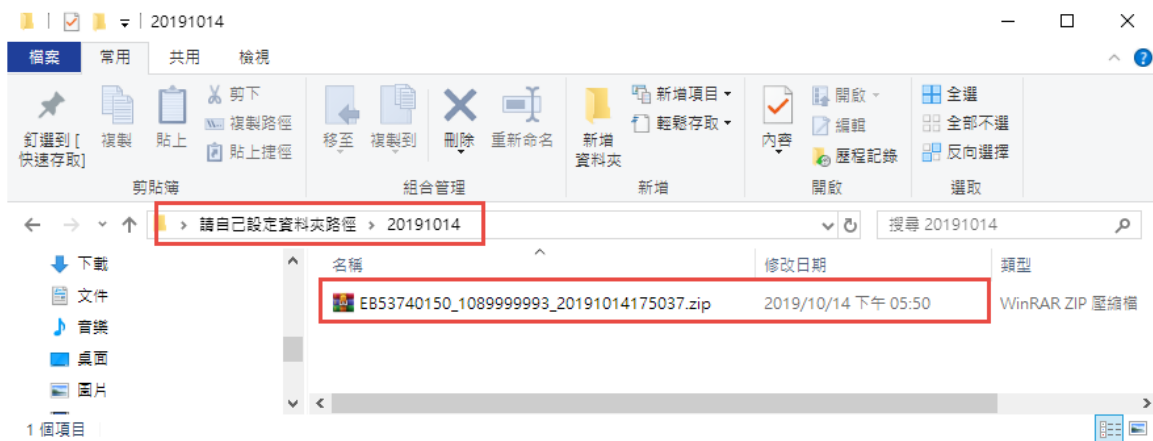 20191014
檔案 常用 共用 檢視
釘選到 [
快速存取]
複製
貼上
剪下
複製路徑
貼上捷徑
剪貼簿
移至
複製到
刪除
重新命名
組合管理
新增
資料夾
新增項目
輕鬆存取
新增
內容
開啟
編輯
歷程記錄
開啟
全選
全部不選
反向選擇
選取
請自己設定資料夾路徑 > 20191014
搜尋 20191014
下載
文件
音樂
桌面
圖片
名稱 修改日期 類型
EB53740150_1089999993_20191014175037.zip 2019/10/14 下午 05:50 WinRAR ZIP 壓縮檔
1 個項目